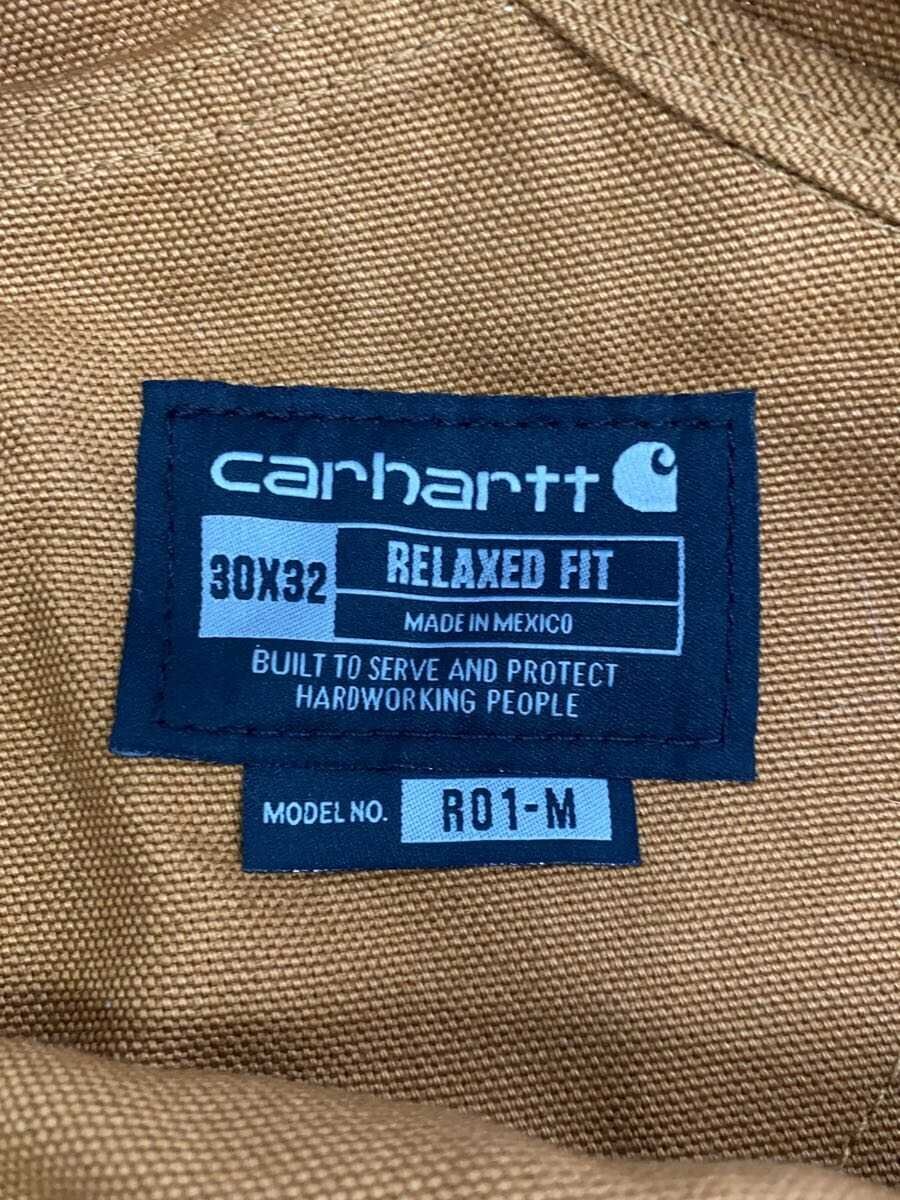 carhartt
30X32
RELAXED FIT
MADE IN MEXICO
BUILT TO SERVE AND PROTECT
HARDWORKING PEOPLE
MODEL NO. R01-M